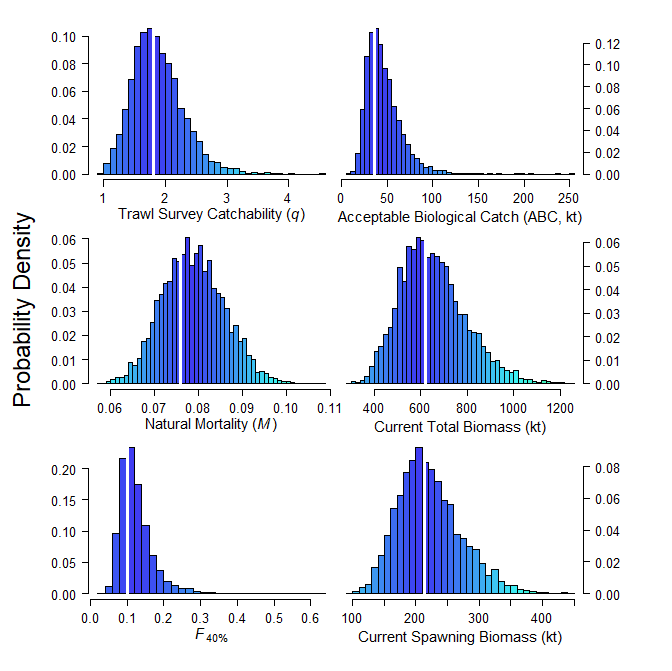 Probability Density
0.00 0.02 0.04 0.06 0.08 0.10
1 2 3 4
Trawl Survey Catchability (q)
0.00 0.02 0.04 0.06 0.08 0.10 0.12
0 50 100 150 200 250
Acceptable Biological Catch (ABC, kt)
0.00 0.01 0.02 0.03 0.04 0.05 0.06
0.06 0.07 0.08 0.09 0.10 0.11
Natural Mortality (M)
0.00 0.01 0.02 0.03 0.04 0.05 0.06
400 600 800 1000 1200
Current Total Biomass (kt)
0.00 0.05 0.10 0.15 0.20
0.0 0.1 0.2 0.3 0.4 0.5 0.6
F40%
0.00 0.02 0.04 0.06 0.08
100 200 300 400
Current Spawning Biomass (kt)